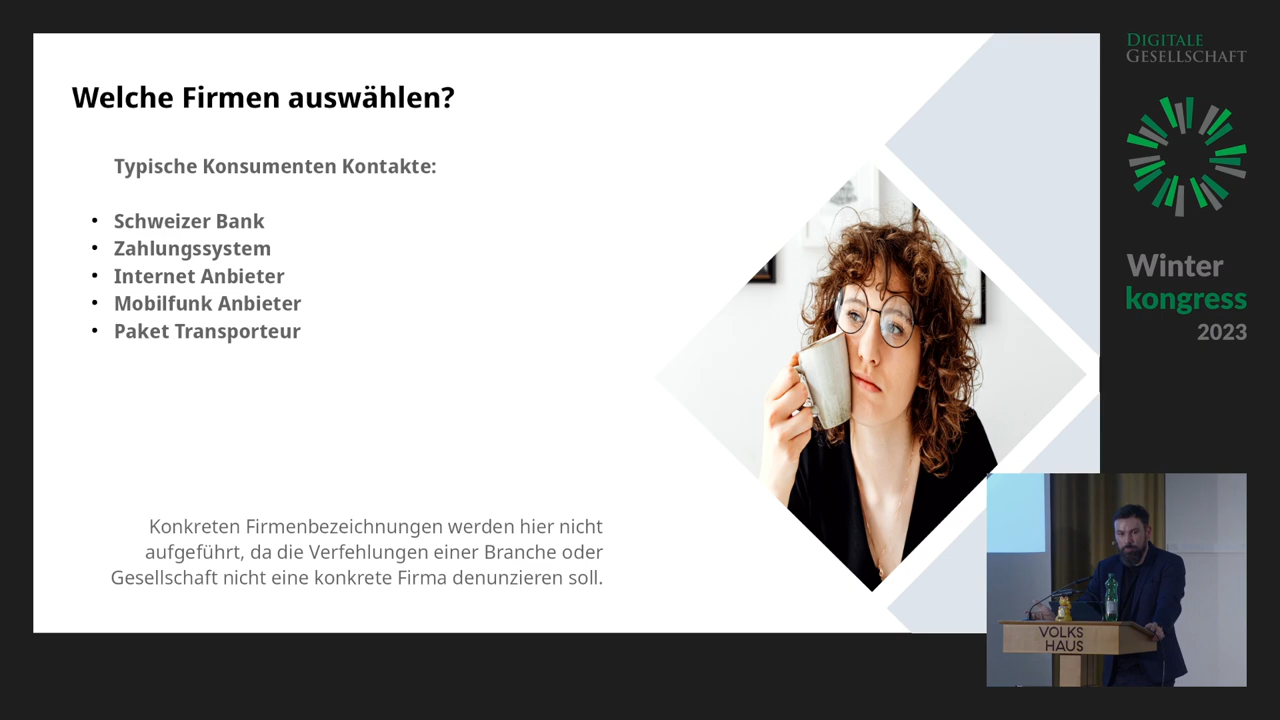 Welche Firmen auswählen?
Typische Konsumenten Kontakte:
• Schweizer Bank
• Zahlungssystem
• Internet Anbieter
• Mobilfunk Anbieter
• Paket Transporteur
Konkreten Firmenbezeichnungen werden hier nicht
aufgeführt, da die Verfehlungen einer Branche oder
Gesellschaft nicht eine konkrete Firma denunzieren soll.
DIGITALE
GESELLSCHAFT
Winter
kongress
2023
VOLKS
HAUS